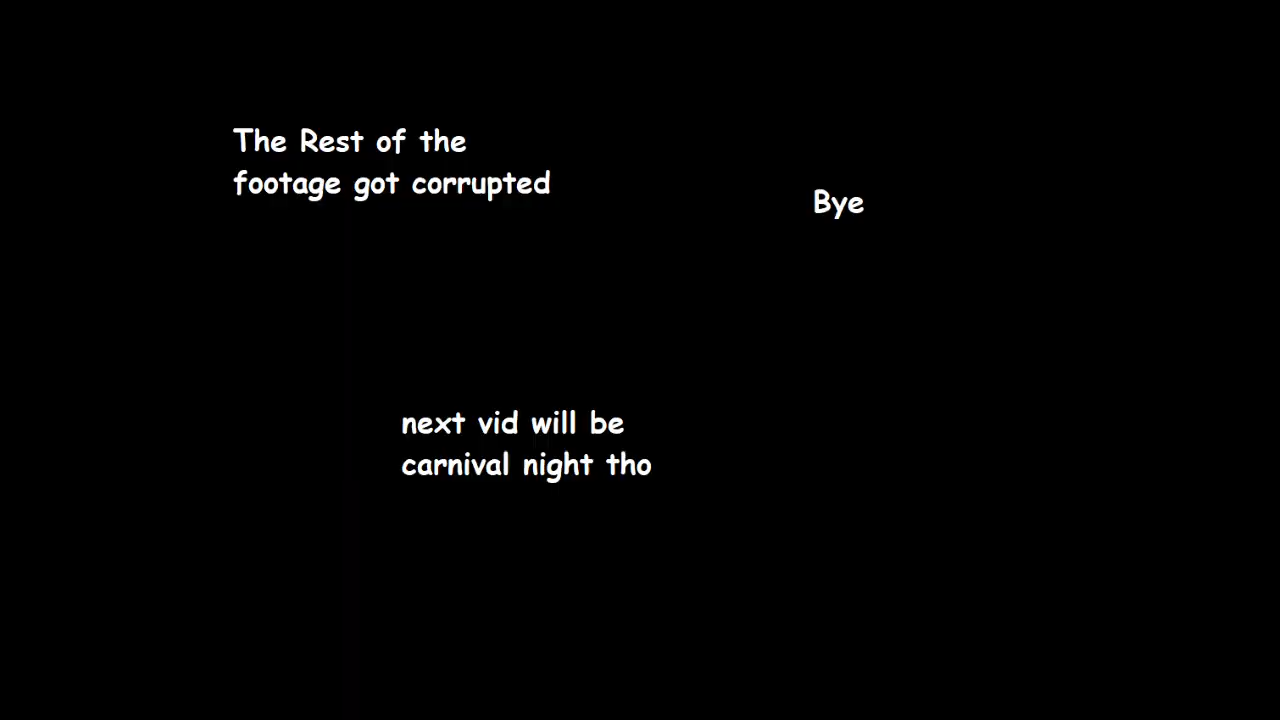 The Rest of the
footage got corrupted
Bye
next vid will be
carnival night tho